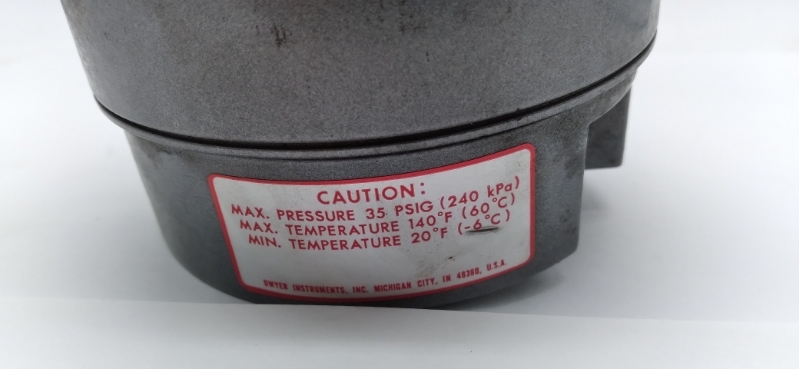 CAUTION:
MAX. PRESSURE 35 PSIG (240 kPa)
MAX. TEMPERATURE 140°F (60°C)
MIN. TEMPERATURE 20°F (-6°C)
DWYER INSTRUMENTS, INC. MICHIGAN CITY, IN 46360, U.S.A.